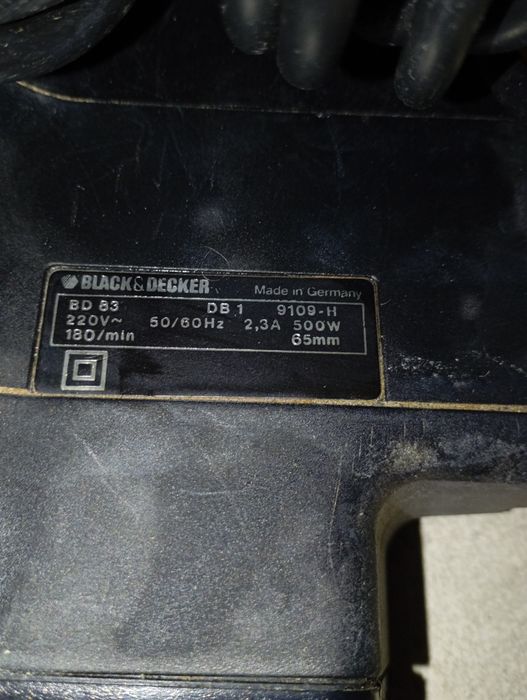 BLACK&DECKER Made in Germany
BD 83 DB 1 9109-H
220V~ 50/60Hz 2,3A 500W
180/min 65mm